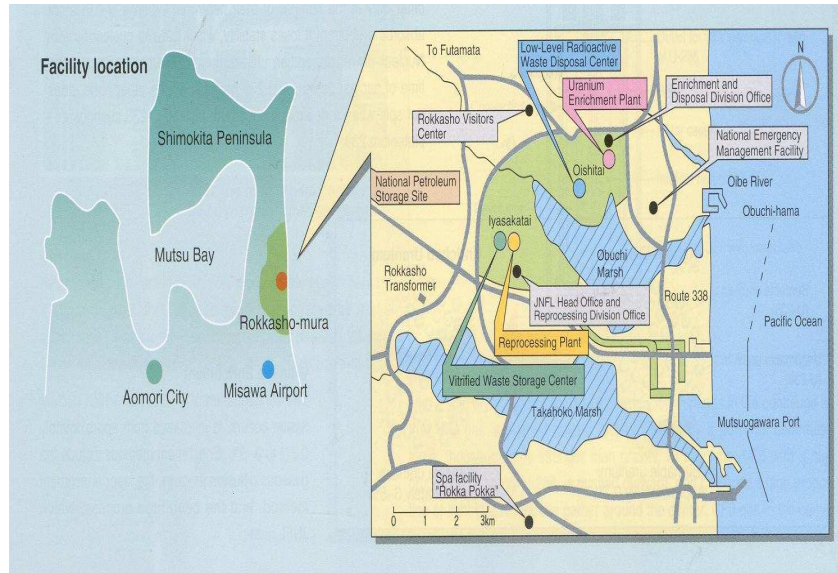 Facility location
Shimokita Peninsula
Mutsu Bay
Rokkasho-mura
Aomori City
Misawa Airport
To Futamata
Low-Level Radioactive
Waste Disposal Center
Uranium
Enrichment Plant
Enrichment and
Disposal Division Office
N
Rokkasho Visitors
Center
National Emergency
Management Facility
Oishitai
National Petroleum
Storage Site
Oibe River
Obuchi-hama
Iyasakatai
Obuchi
Marsh
Rokkasho
Transformer
JNFL Head Office and
Reprocessing Division Office
Route 338
Pacific Ocean
Reprocessing Plant
Vitrified Waste Storage Center
Takahoko Marsh
Mutsuogawara Port
Spa facility
"Rokka Pokka"
0 1 2 3km